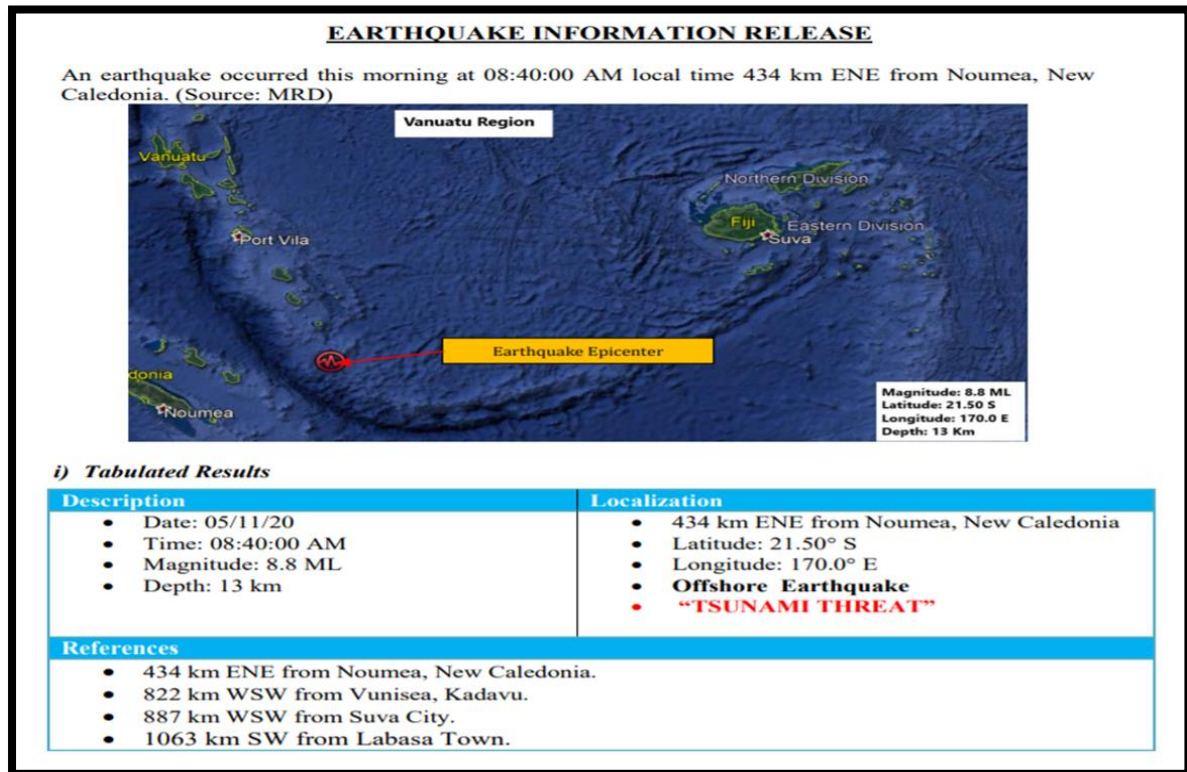 EARTHQUAKE INFORMATION RELEASE
An earthquake occurred this morning at 08:40:00 AM local time 434 km ENE from Noumea, New
Caledonia. (Source: MRD)
Vanuatu Region
Vanuatu
Northern Division
Fiji
Eastern Division
Suva
Port Vila
Earthquake Epicenter
donia
Noumea
Magnitude: 8.8 ML
Latitude: 21.50 S
Longitude: 170.0 E
Depth: 13 Km
i) Tabulated Results
Description
• Date: 05/11/20
• Time: 08:40:00 AM
• Magnitude: 8.8 ML
• Depth: 13 km
Localization
• 434 km ENE from Noumea, New Caledonia
• Latitude: 21.50° S
• Longitude: 170.0° E
• Offshore Earthquake
• “TSUNAMI THREAT”
References
• 434 km ENE from Noumea, New Caledonia.
• 822 km WSW from Vunisea, Kadavu.
• 887 km WSW from Suva City.
• 1063 km SW from Labasa Town.